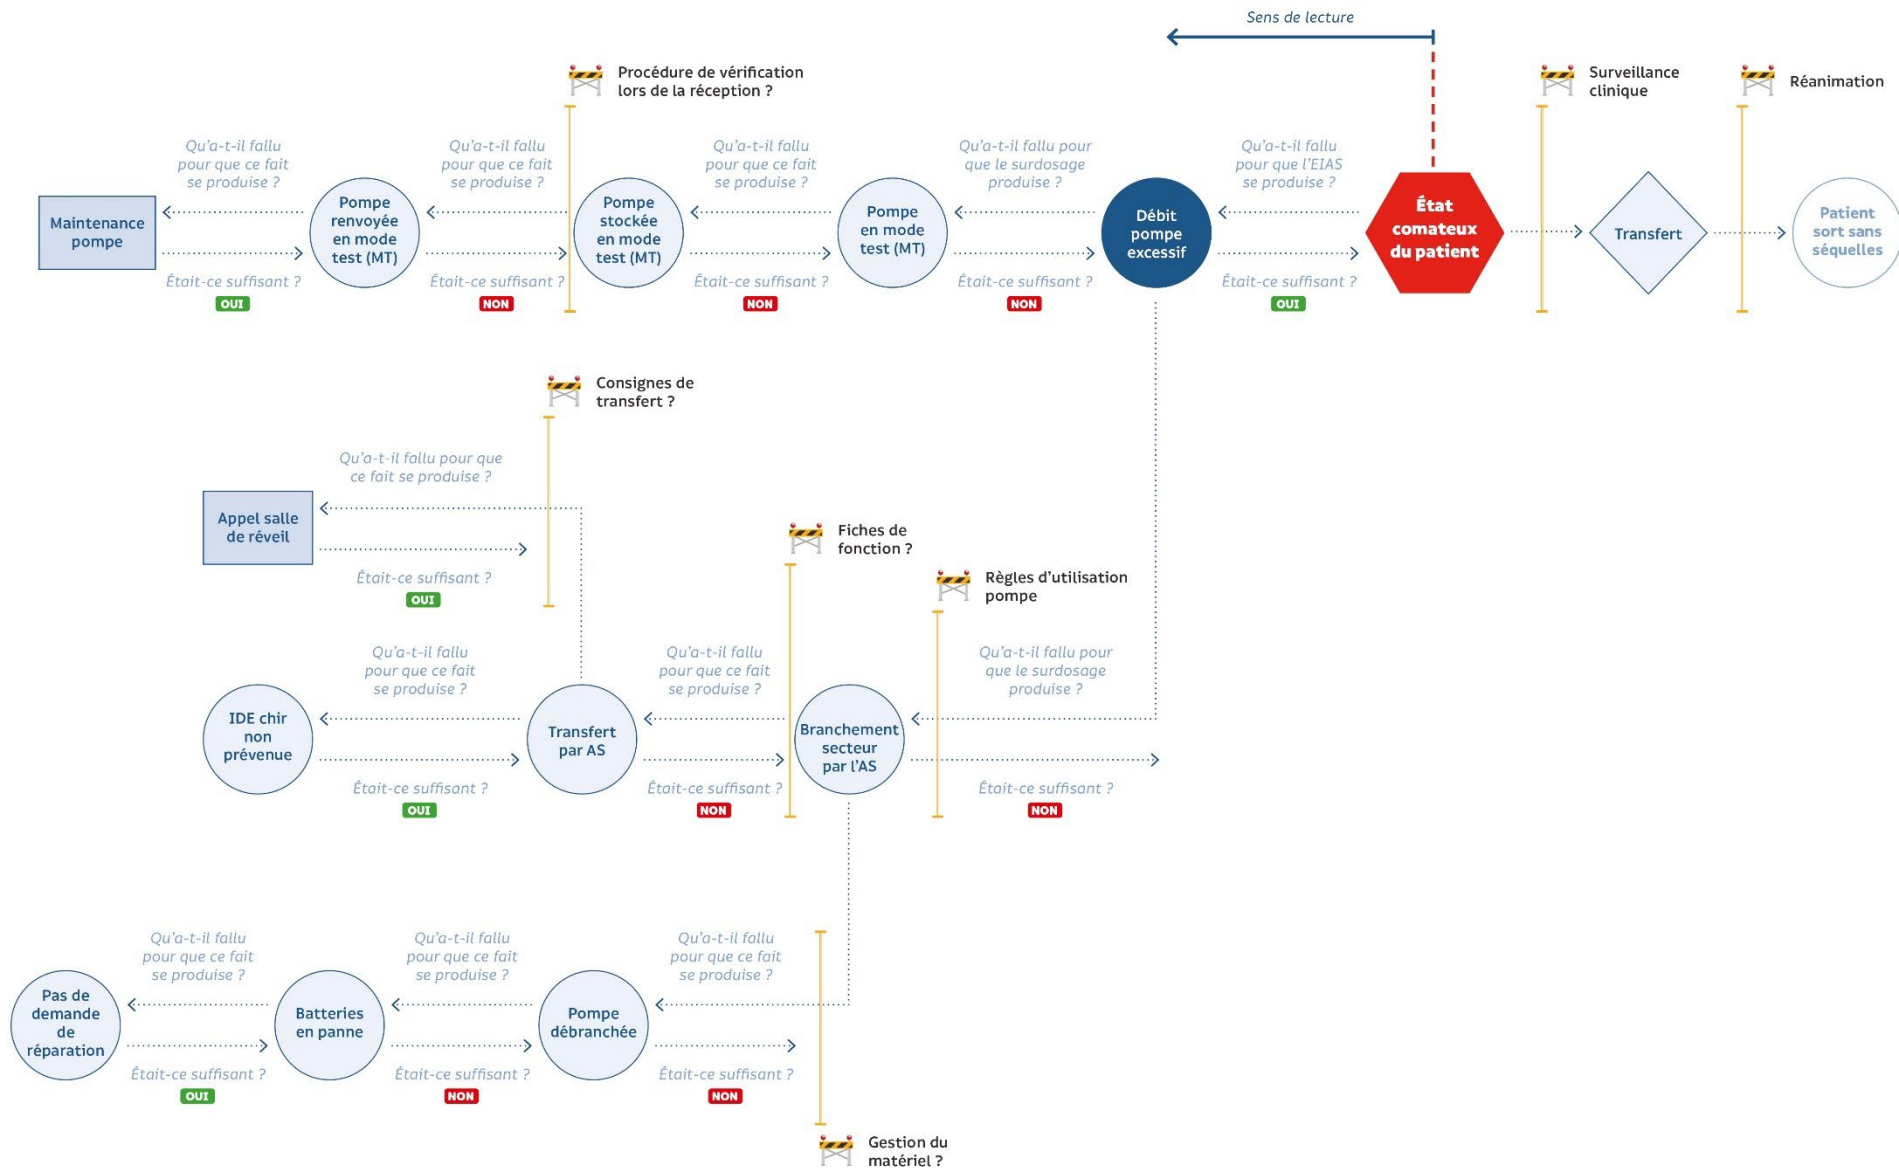 Sens de lecture
Procédure de vérification
lors de la réception ?
Surveillance
clinique
Réanimation
Qu'a-t-il fallu
pour que ce fait
se produise ?
Qu'a-t-il fallu
pour que ce fait
se produise ?
Qu'a-t-il fallu
pour que ce fait
se produise ?
Qu'a-t-il fallu pour
que le surdosage
produise ?
Qu'a-t-il fallu
pour que l'EIAS
se produise ?
Maintenance
pompe
Pompe
renvoyée
en mode
test (MT)
Pompe
stockée
en mode
test (MT)
Pompe
en mode
test (MT)
Débit
pompe
excessif
État
comateux
du patient
Transfert
Patient
sort sans
séquelles
Était-ce suffisant ?
OUI
Était-ce suffisant ?
NON
Était-ce suffisant ?
NON
Était-ce suffisant ?
NON
Était-ce suffisant ?
OUI
Consignes de
transfert ?
Qu'a-t-il fallu pour que
ce fait se produise ?
Appel salle
de réveil
Était-ce suffisant ?
OUI
Fiches de
fonction ?
Règles d'utilisation
pompe
Qu'a-t-il fallu
pour que ce fait
se produise ?
Qu'a-t-il fallu
pour que ce fait
se produise ?
Qu'a-t-il fallu pour
que le surdosage
produise ?
IDE chir
non
prévenue
Transfert
par AS
Branchement
secteur
par l'AS
Était-ce suffisant ?
OUI
Était-ce suffisant ?
NON
Était-ce suffisant ?
NON
Qu'a-t-il fallu
pour que ce fait
se produise ?
Qu'a-t-il fallu
pour que ce fait
se produise ?
Qu'a-t-il fallu
pour que ce fait
se produise ?
Pas de
demande
de
réparation
Batteries
en panne
Pompe
débranchée
Était-ce suffisant ?
OUI
Était-ce suffisant ?
NON
Était-ce suffisant ?
NON
Gestion du
matériel ?